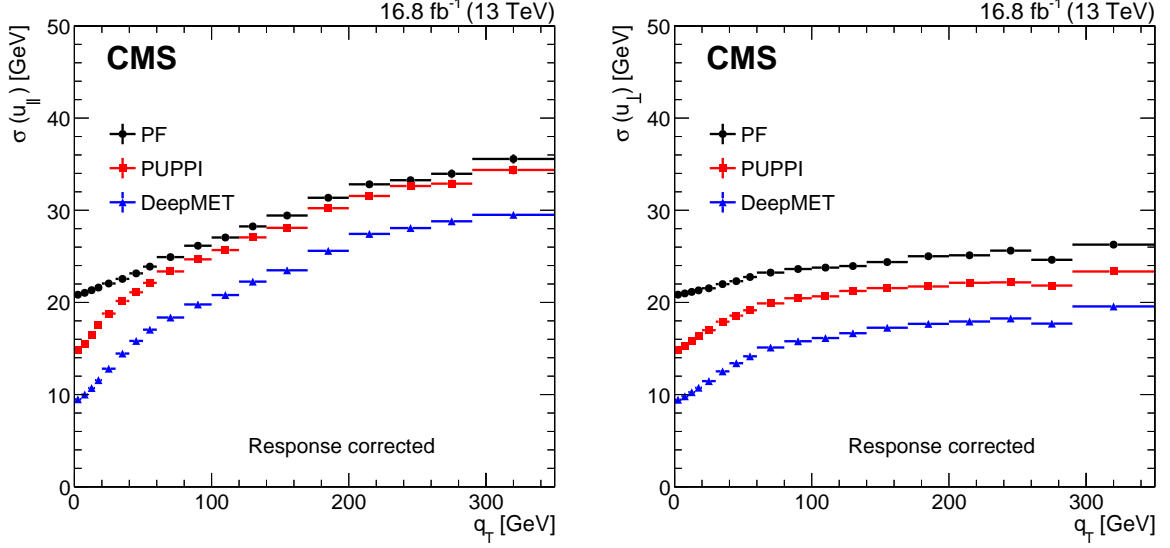 16.8 fb⁻¹ (13 TeV)
CMS
σ (u∥) [GeV]
50
40
30
20
10
0
PF
PUPPI
DeepMET
Response corrected
0 100 200 300
q_T [GeV]
16.8 fb⁻¹ (13 TeV)
CMS
σ (u⊥) [GeV]
50
40
30
20
10
0
PF
PUPPI
DeepMET
Response corrected
0 100 200 300
q_T [GeV]